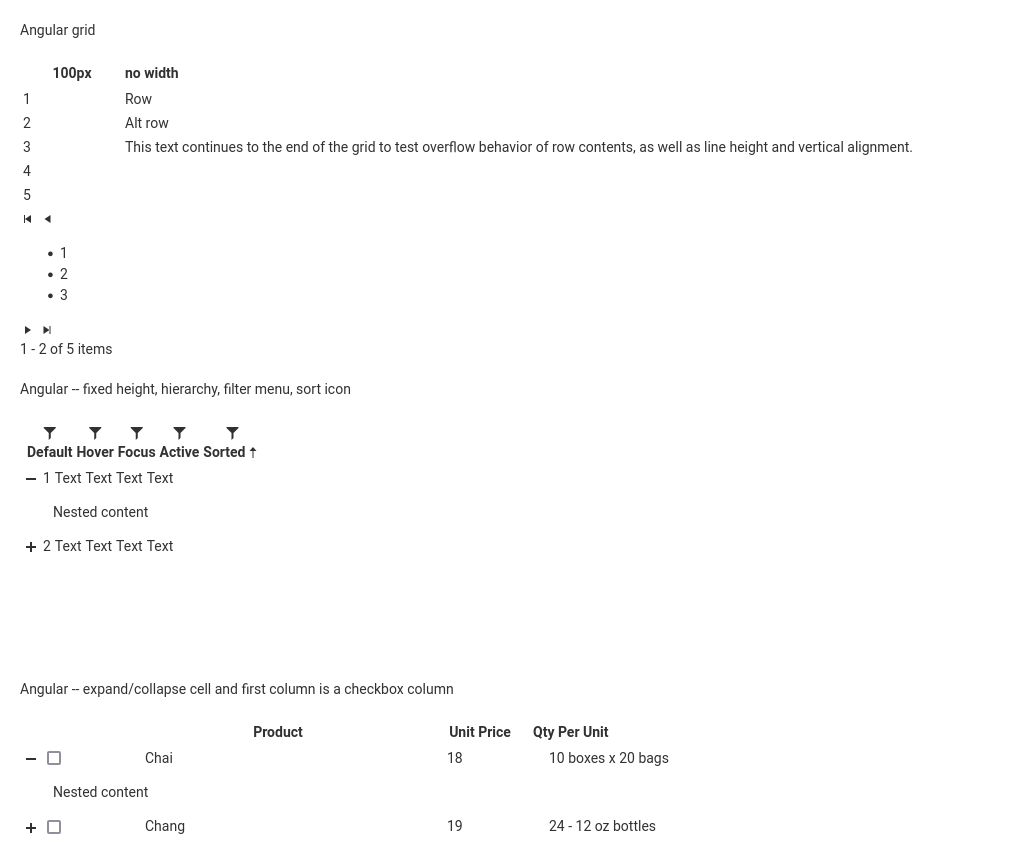 Angular grid
100px no width
1 Row
2 Alt row
3 This text continues to the end of the grid to test overflow behavior of row contents, as well as line height and vertical alignment.
4
5
• 1
• 2
• 3
1 - 2 of 5 items
Angular -- fixed height, hierarchy, filter menu, sort icon
Default Hover Focus Active Sorted ↑
1 Text Text Text Text
Nested content
2 Text Text Text Text
Angular -- expand/collapse cell and first column is a checkbox column
Product Unit Price Qty Per Unit
Chai 18 10 boxes x 20 bags
Nested content
Chang 19 24 - 12 oz bottles